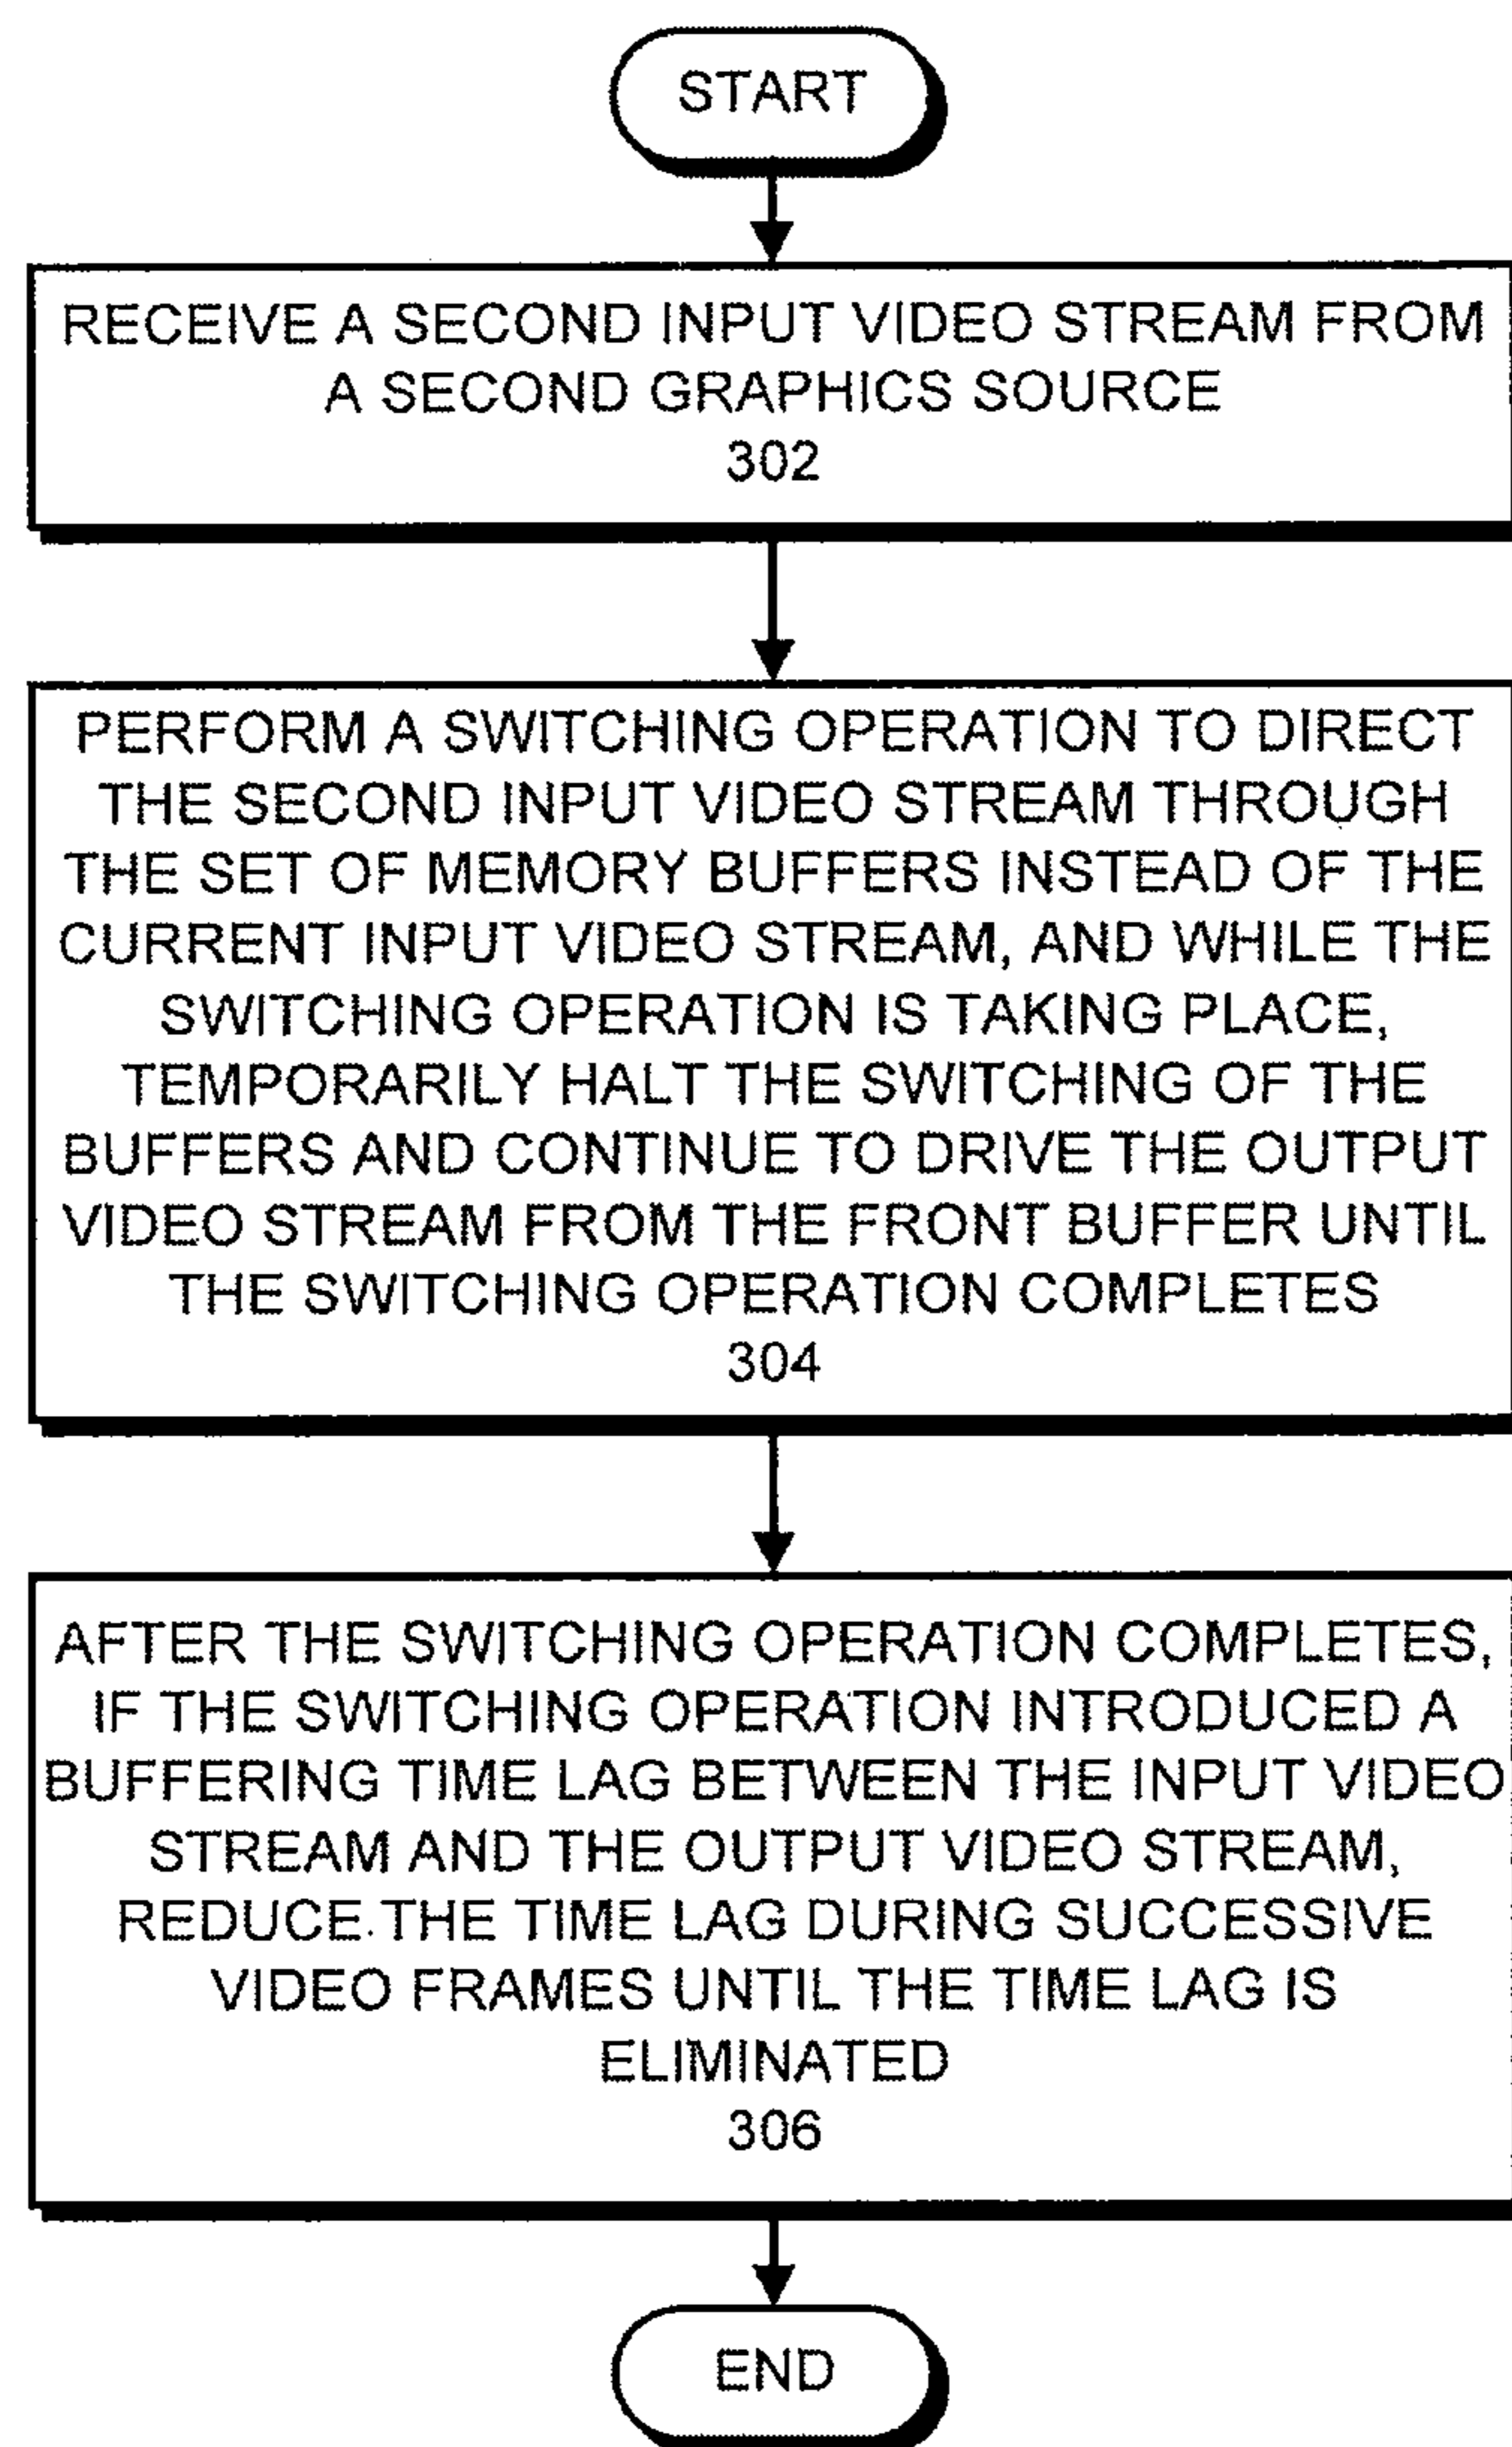 START
RECEIVE A SECOND INPUT VIDEO STREAM FROM
A SECOND GRAPHICS SOURCE
302
PERFORM A SWITCHING OPERATION TO DIRECT
THE SECOND INPUT VIDEO STREAM THROUGH
THE SET OF MEMORY BUFFERS INSTEAD OF THE
CURRENT INPUT VIDEO STREAM, AND WHILE THE
SWITCHING OPERATION IS TAKING PLACE,
TEMPORARILY HALT THE SWITCHING OF THE
BUFFERS AND CONTINUE TO DRIVE THE OUTPUT
VIDEO STREAM FROM THE FRONT BUFFER UNTIL
THE SWITCHING OPERATION COMPLETES
304
AFTER THE SWITCHING OPERATION COMPLETES,
IF THE SWITCHING OPERATION INTRODUCED A
BUFFERING TIME LAG BETWEEN THE INPUT VIDEO
STREAM AND THE OUTPUT VIDEO STREAM,
REDUCE THE TIME LAG DURING SUCCESSIVE
VIDEO FRAMES UNTIL THE TIME LAG IS
ELIMINATED
306
END